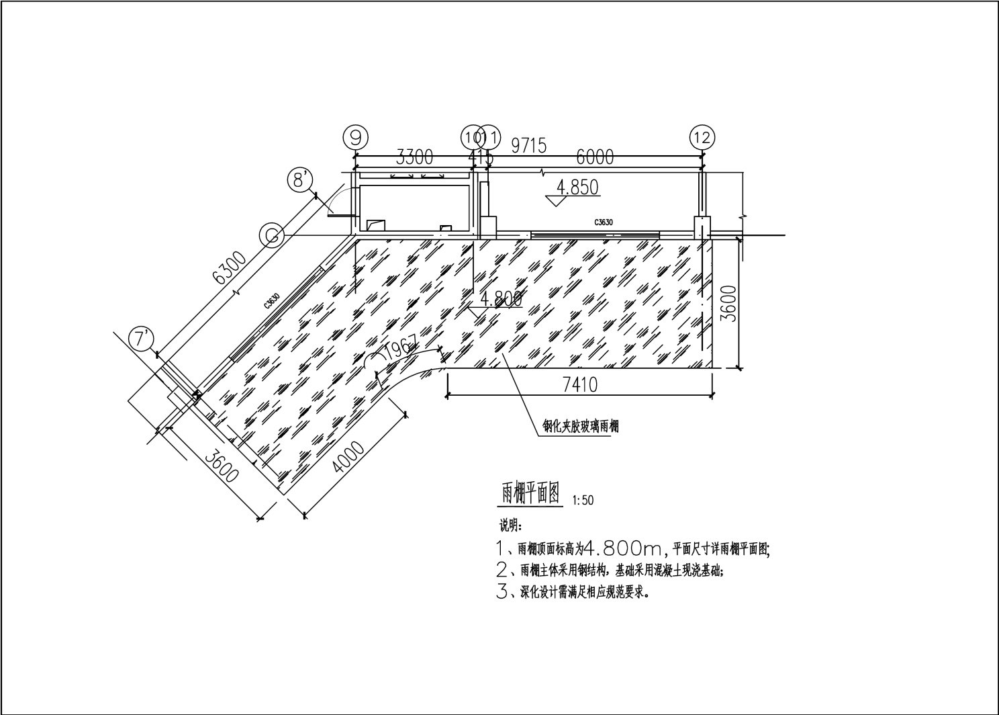 9
10
11
12
9715
3300
415
6000
8'
4.850
C3630
G
6300
C3630
3600
4.800
7'
1967
7410
钢化夹胶玻璃雨棚
3600
4000
雨棚平面图 1:50
说明:
1、雨棚顶面标高为4.800m,平面尺寸详雨棚平面图;
2、雨棚主体采用钢结构,基础采用混凝土现浇基础;
3、深化设计需满足相应规范要求。